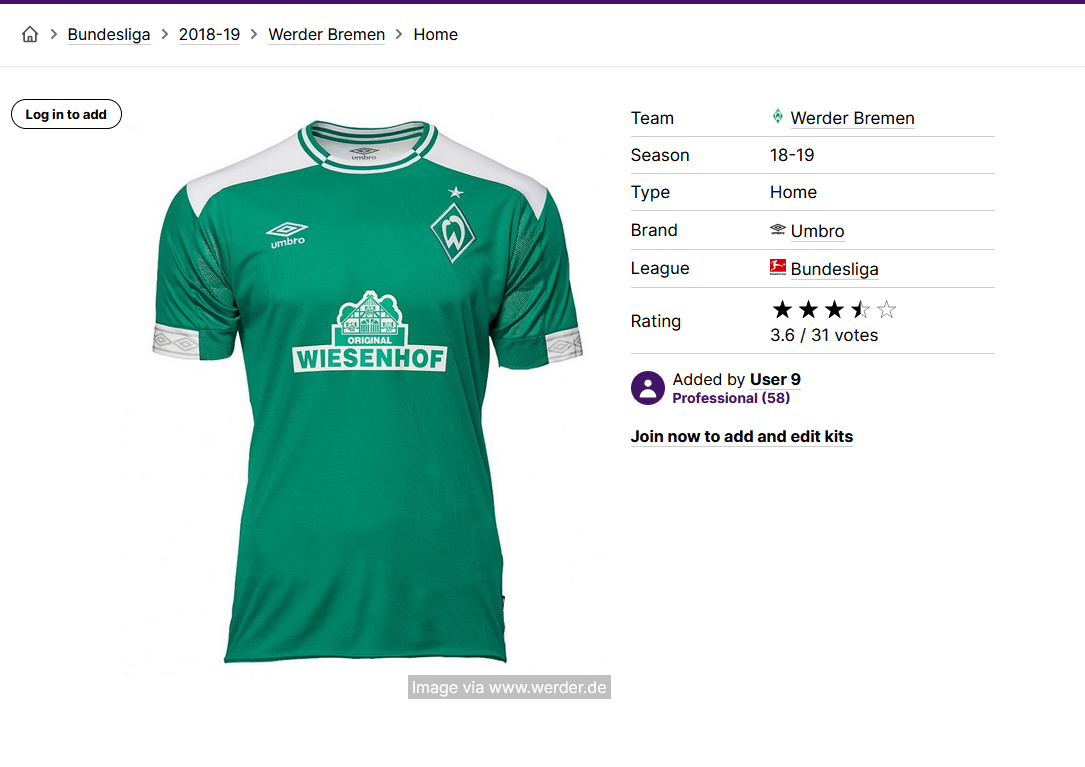 Bundesliga > 2018-19 > Werder Bremen > Home
Log in to add
umbro
umbro
ORIGINAL
WIESENHOF
Image via www.werder.de
Team Werder Bremen
Season 18-19
Type Home
Brand Umbro
League Bundesliga
Rating
3.6 / 31 votes
Added by User 9
Professional (58)
Join now to add and edit kits